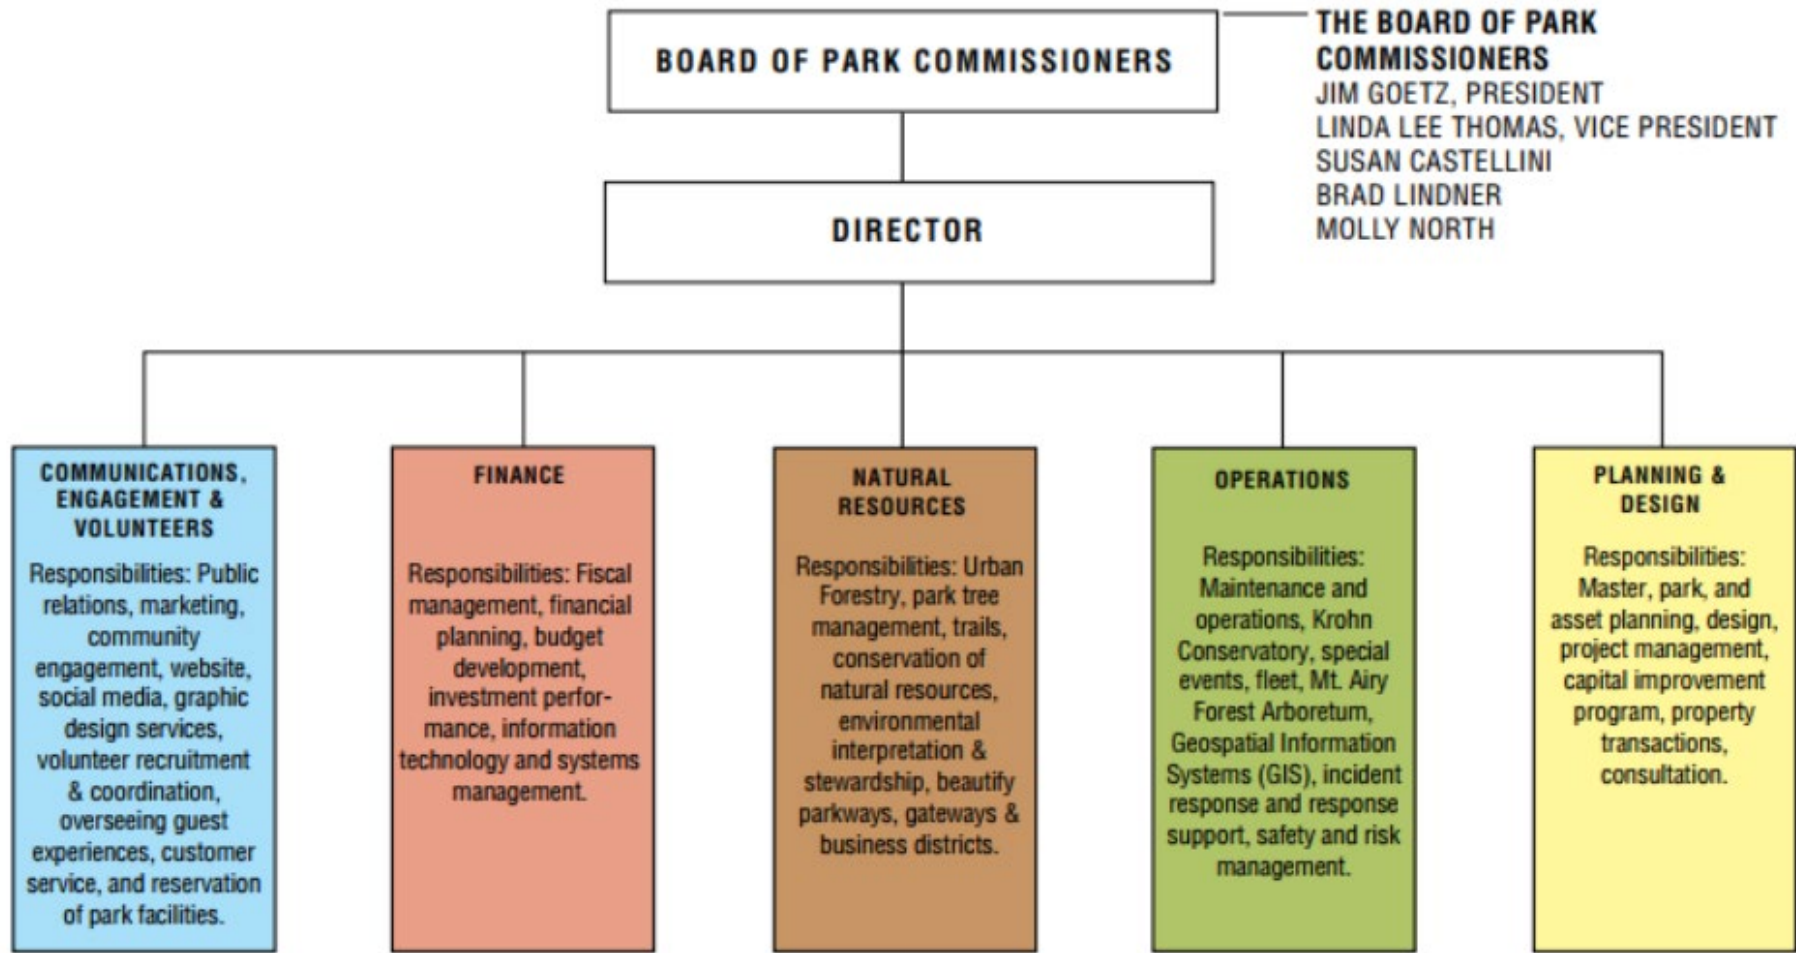 BOARD OF PARK COMMISSIONERS
THE BOARD OF PARK
COMMISSIONERS
JIM GOETZ, PRESIDENT
LINDA LEE THOMAS, VICE PRESIDENT
SUSAN CASTELLINI
BRAD LINDNER
MOLLY NORTH
DIRECTOR
COMMUNICATIONS,
ENGAGEMENT &
VOLUNTEERS
Responsibilities: Public
relations, marketing,
community
engagement, website,
social media, graphic
design services,
volunteer recruitment
& coordination,
overseeing guest
experiences, customer
service, and reservation
of park facilities.
FINANCE
Responsibilities: Fiscal
management, financial
planning, budget
development,
investment perfor-
mance, information
technology and systems
management.
NATURAL
RESOURCES
Responsibilities: Urban
Forestry, park tree
management, trails,
conservation of
natural resources,
environmental
interpretation &
stewardship, beautify
parkways, gateways &
business districts.
OPERATIONS
Responsibilities:
Maintenance and
operations, Krohn
Conservatory, special
events, fleet, Mt. Airy
Forest Arboretum,
Geospatial Information
Systems (GIS), incident
response and response
support, safety and risk
management.
PLANNING &
DESIGN
Responsibilities:
Master, park, and
asset planning, design,
project management,
capital improvement
program, property
transactions,
consultation.